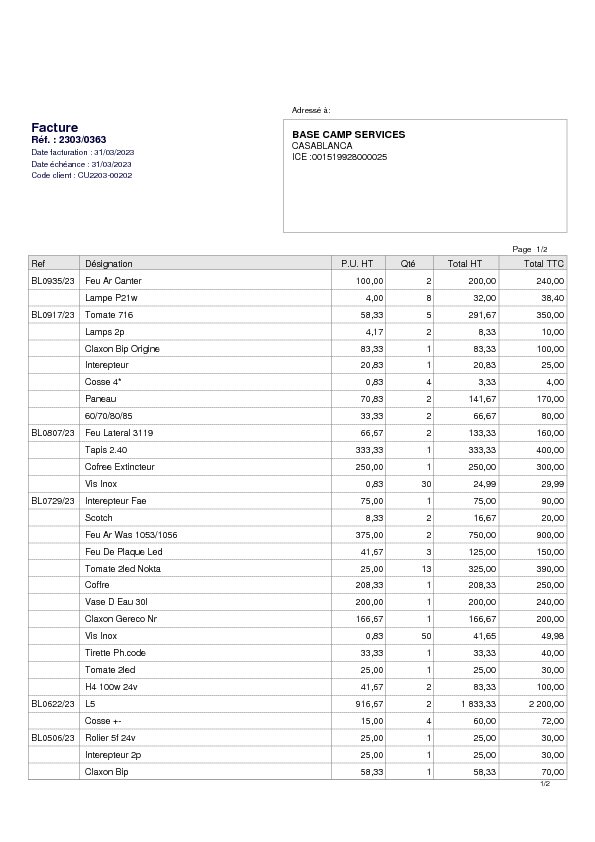 Adressé à:
Facture
Réf. : 2303/0363
Date facturation : 31/03/2023
Date échéance : 31/03/2023
Code client : CU2203-00202
BASE CAMP SERVICES
CASABLANCA
ICE :001519928000025
Page 1/2
Ref Désignation P.U. HT Qté Total HT Total TTC
BL0935/23 Feu Ar Canter 100,00 2 200,00 240,00
Lampe P21w 4,00 8 32,00 38,40
BL0917/23 Tomate 716 58,33 5 291,67 350,00
Lamps 2p 4,17 2 8,33 10,00
Claxon Bip Origine 83,33 1 83,33 100,00
Interepteur 20,83 1 20,83 25,00
Cosse 4* 0,83 4 3,33 4,00
Paneau 70,83 2 141,67 170,00
60/70/80/85 33,33 2 66,67 80,00
BL0807/23 Feu Lateral 3119 66,67 2 133,33 160,00
Tapis 2.40 333,33 1 333,33 400,00
Cofree Extincteur 250,00 1 250,00 300,00
Vis Inox 0,83 30 24,99 29,99
BL0729/23 Interepteur Fae 75,00 1 75,00 90,00
Scotch 8,33 2 16,67 20,00
Feu Ar Was 1053/1056 375,00 2 750,00 900,00
Feu De Plaque Led 41,67 3 125,00 150,00
Tomate 2led Nokta 25,00 13 325,00 390,00
Coffre 208,33 1 208,33 250,00
Vase D Eau 30l 200,00 1 200,00 240,00
Claxon Gereco Nr 166,67 1 166,67 200,00
Vis Inox 0,83 50 41,65 49,98
Tirette Ph.code 33,33 1 33,33 40,00
Tomate 2led 25,00 1 25,00 30,00
H4 100w 24v 41,67 2 83,33 100,00
BL0622/23 L5 916,67 2 1 833,33 2 200,00
Cosse +- 15,00 4 60,00 72,00
BL0506/23 Rolier 5f 24v 25,00 1 25,00 30,00
Interepteur 2p 25,00 1 25,00 30,00
Claxon Bip 58,33 1 58,33 70,00
1/2